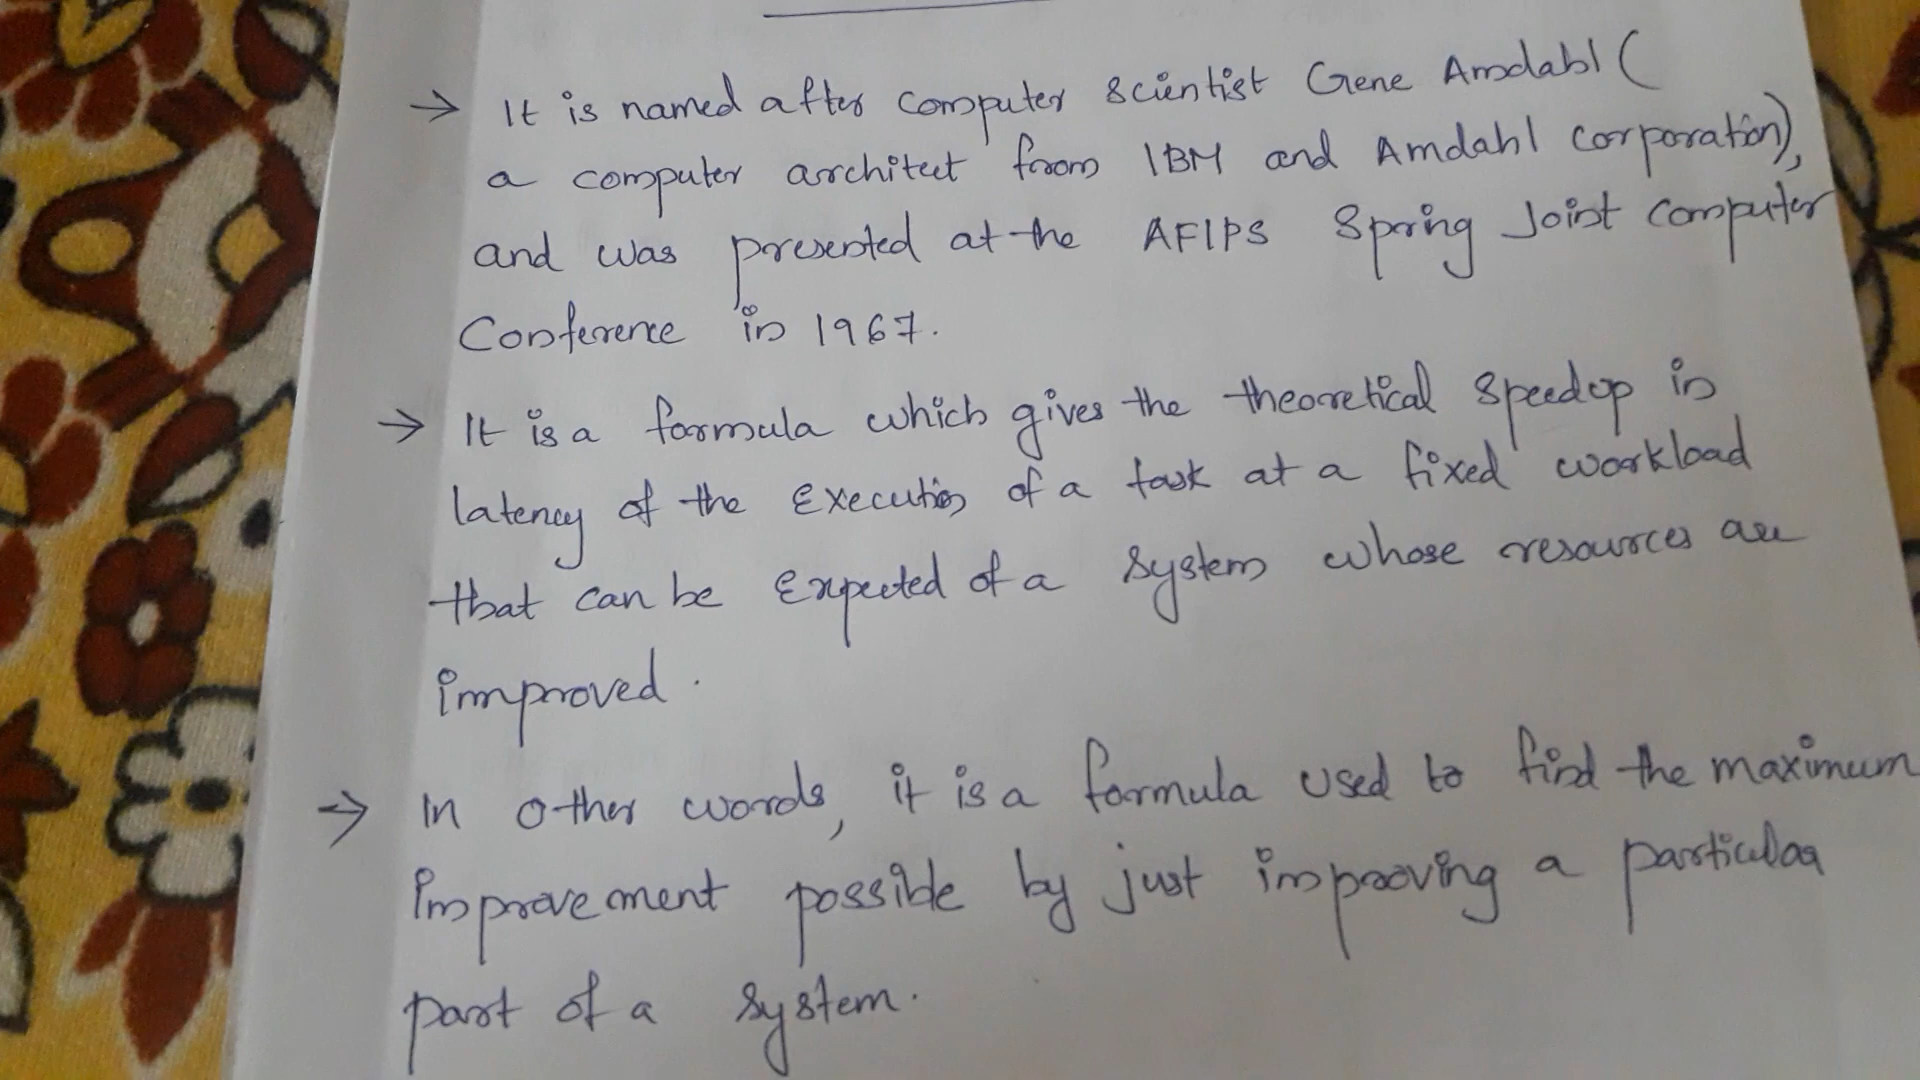 → It is named after computer scientist Gene Amdahl (
a computer architect from IBM and Amdahl corporation),
and was presented at the AFIPS Spring Joint Computer
Conference in 1967.
→ It is a formula which gives the theoretical speedup in
latency of the execution of a task at a fixed workload
that can be expected of a system whose resources are
improved.
→ In other words, it is a formula used to find the maximum
improvement possible by just improving a particular
part of a system.